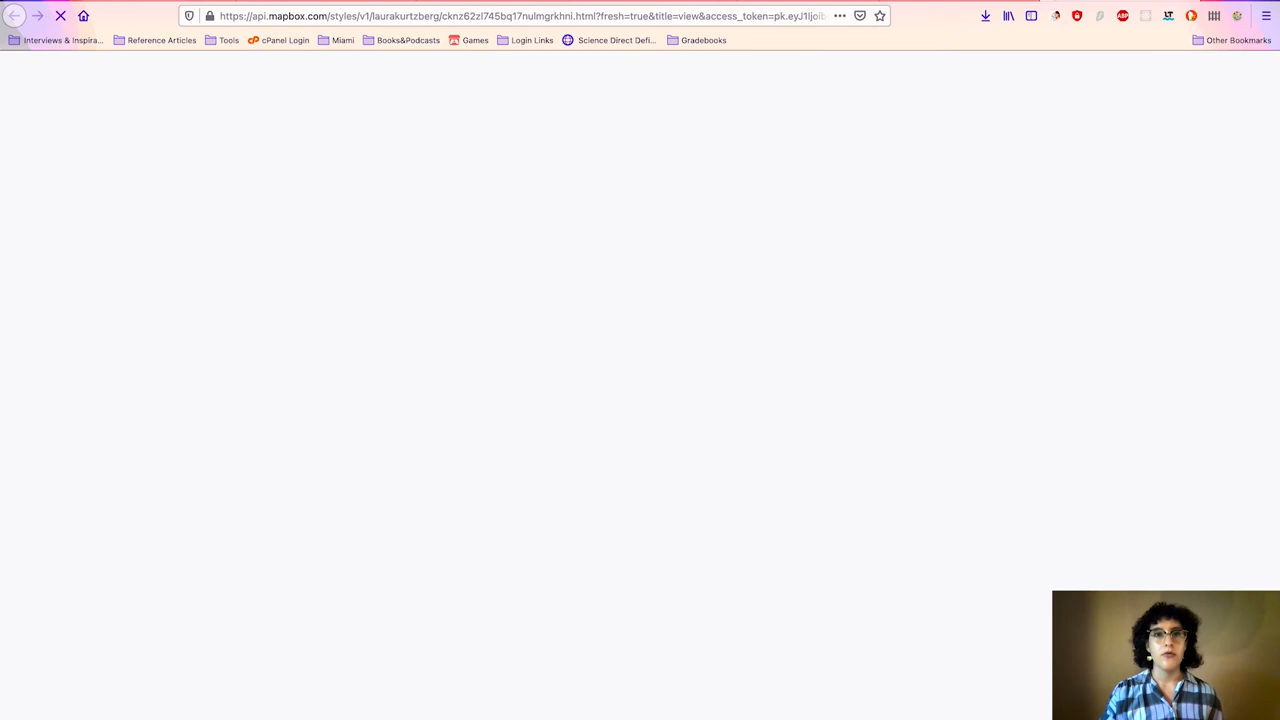 https://api.mapbox.com/styles/v1/laurakurtzberg/cknz62zl745bq17nulmgrkhni.html?fresh=true&title=view&access_token=pk.eyJ1Ijoib
Interviews & Inspira... Reference Articles Tools cPanel Login Miami Books&Podcasts Games Login Links Science Direct Defi... Gradebooks Other Bookmarks